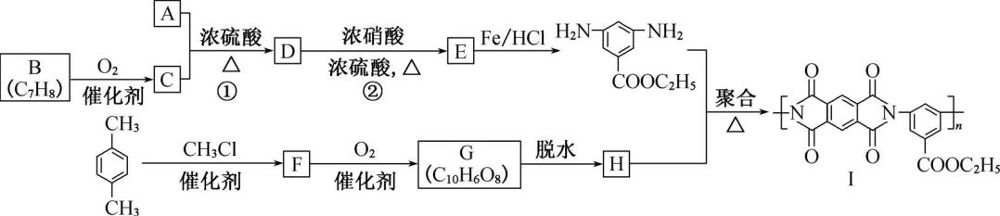 A
B
(C₇H₈)
O₂
催化剂
C
浓硫酸
△
①
D
浓硝酸
浓硫酸,△
②
E
Fe/HCl
H₂N
NH₂
COOC₂H₅
聚合
△
CH₃
CH₃
CH₃Cl
催化剂
F
O₂
催化剂
G
(C₁₀H₆O₈)
脱水
H
O
O
O
O
N
N
n
COOC₂H₅
I